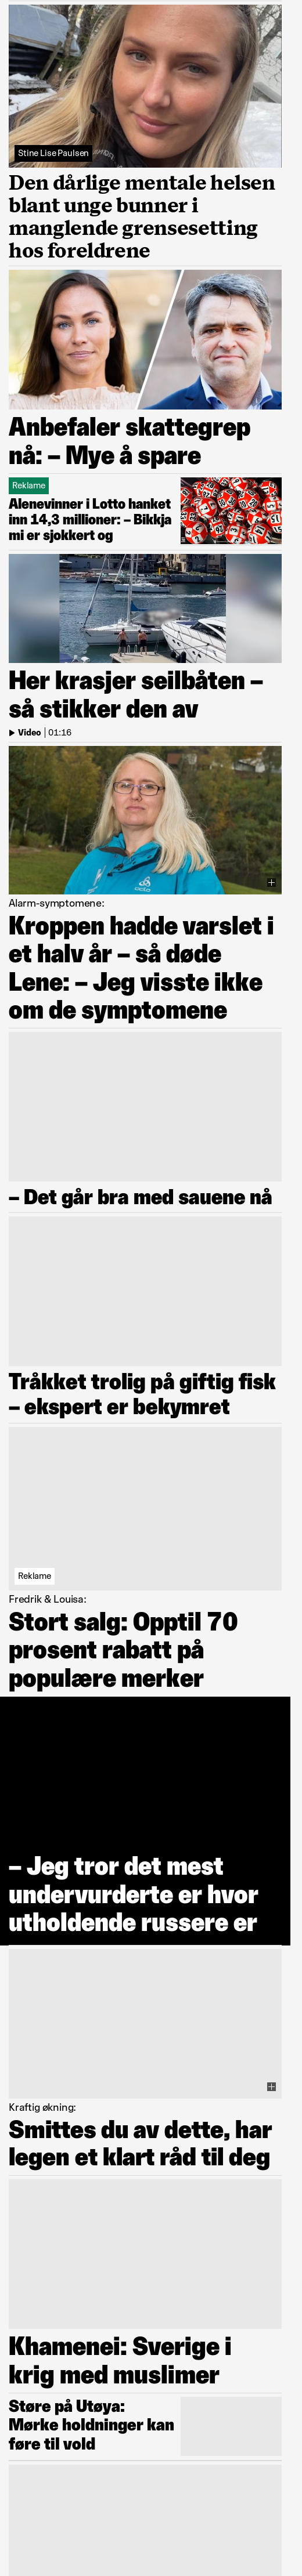 Stine Lise Paulsen
Den dårlige mentale helsen
blant unge bunner i
manglende grensesetting
hos foreldrene
Anbefaler skattegrep
nå: – Mye å spare
Reklame
Alenevinner i Lotto hanket
inn 14,3 millioner: – Bikkja
mi er sjokkert og
Her krasjer seilbåten –
så stikker den av
Video | 01:16
Alarm-symptomene:
Kroppen hadde varslet i
et halv år – så døde
Lene: – Jeg visste ikke
om de symptomene
– Det går bra med sauene nå
Tråkket trolig på giftig fisk
– ekspert er bekymret
Reklame
Fredrik & Louisa:
Stort salg: Opptil 70
prosent rabatt på
populære merker
– Jeg tror det mest
undervurderte er hvor
utholdende russere er
Kraftig økning:
Smittes du av dette, har
legen et klart råd til deg
Khamenei: Sverige i
krig med muslimer
Støre på Utøya:
Mørke holdninger kan
føre til vold